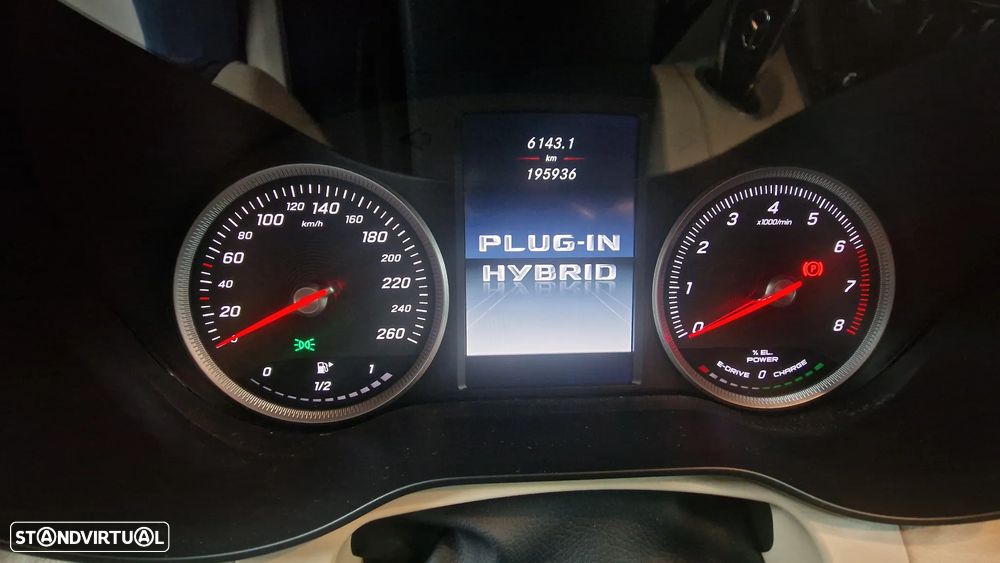 6143.1
km
195936
PLUG-IN
HYBRID
0 20 40 60 80 100 120 140 160 180 200 220 240 260
km/h
0 1/2 1
0 1 2 3 4 5 6 7 8
x1000/min
(P)
% EL.
POWER
E-DRIVE 0 CHARGE
STANDVIRTUAL